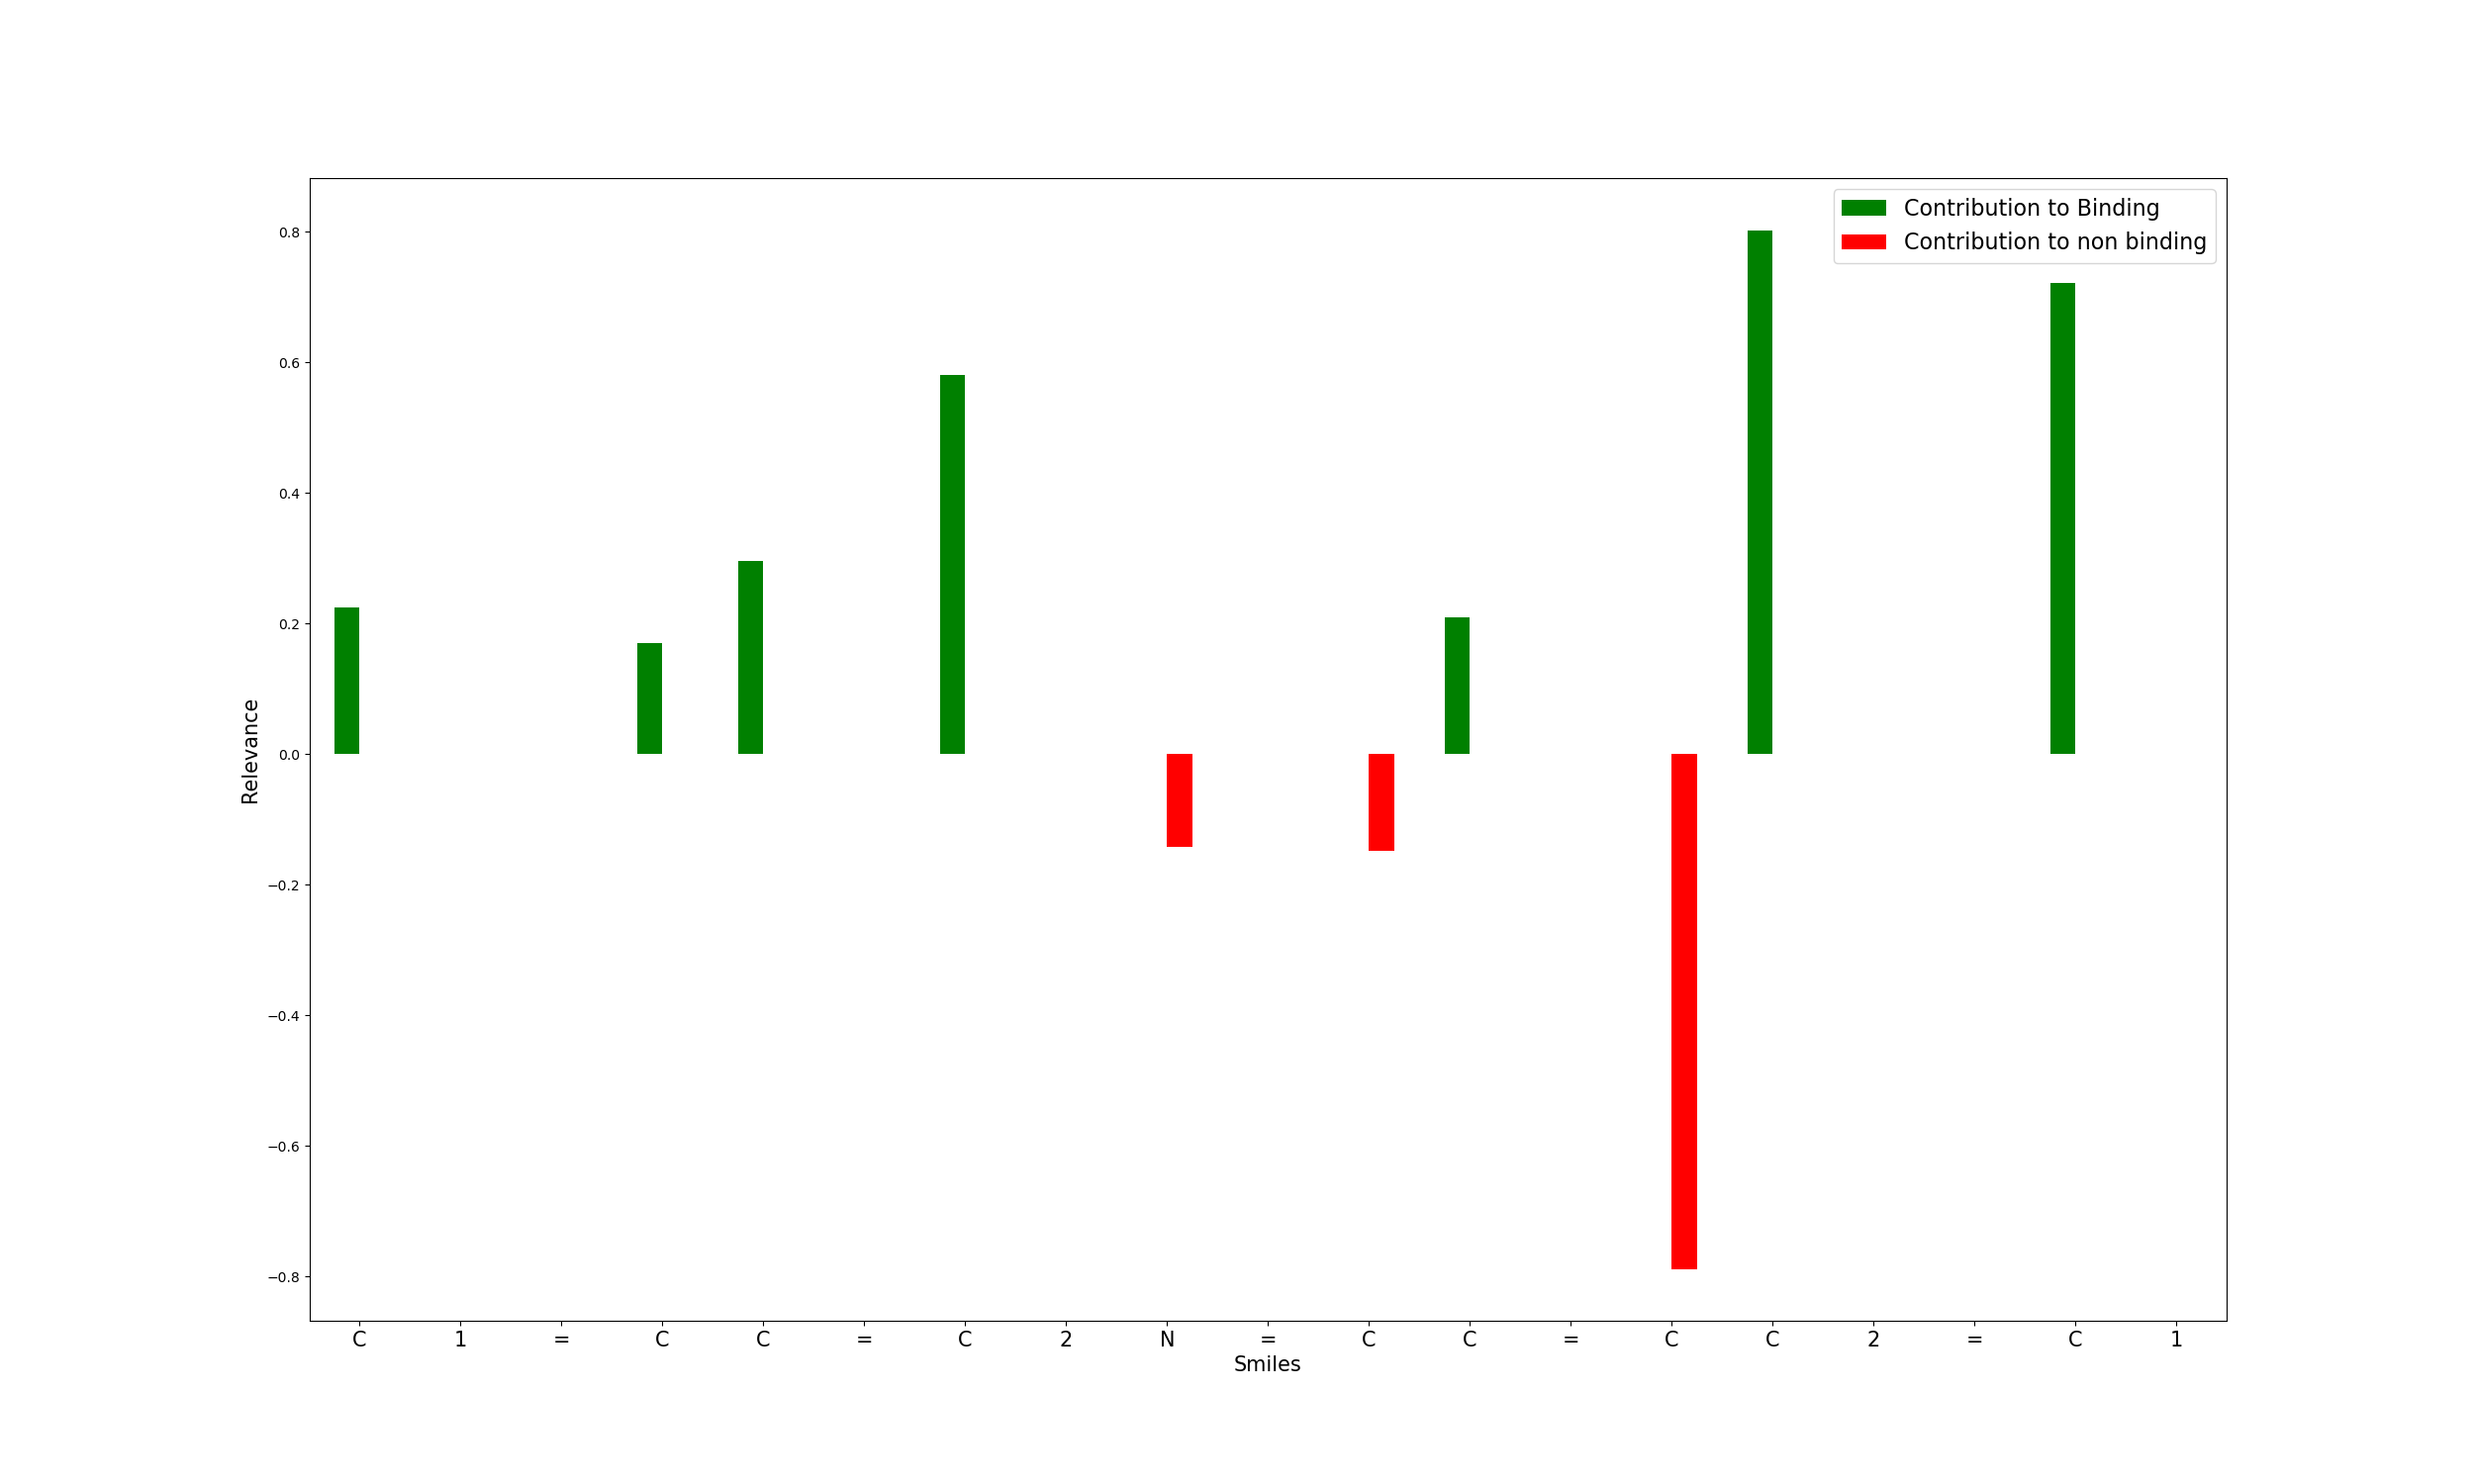 Contribution to Binding
Contribution to non binding
0.8
0.6
0.4
0.2
0.0
−0.2
−0.4
−0.6
−0.8
Relevance
C 1 = C C = C 2 N = C C = C C 2 = C 1
Smiles